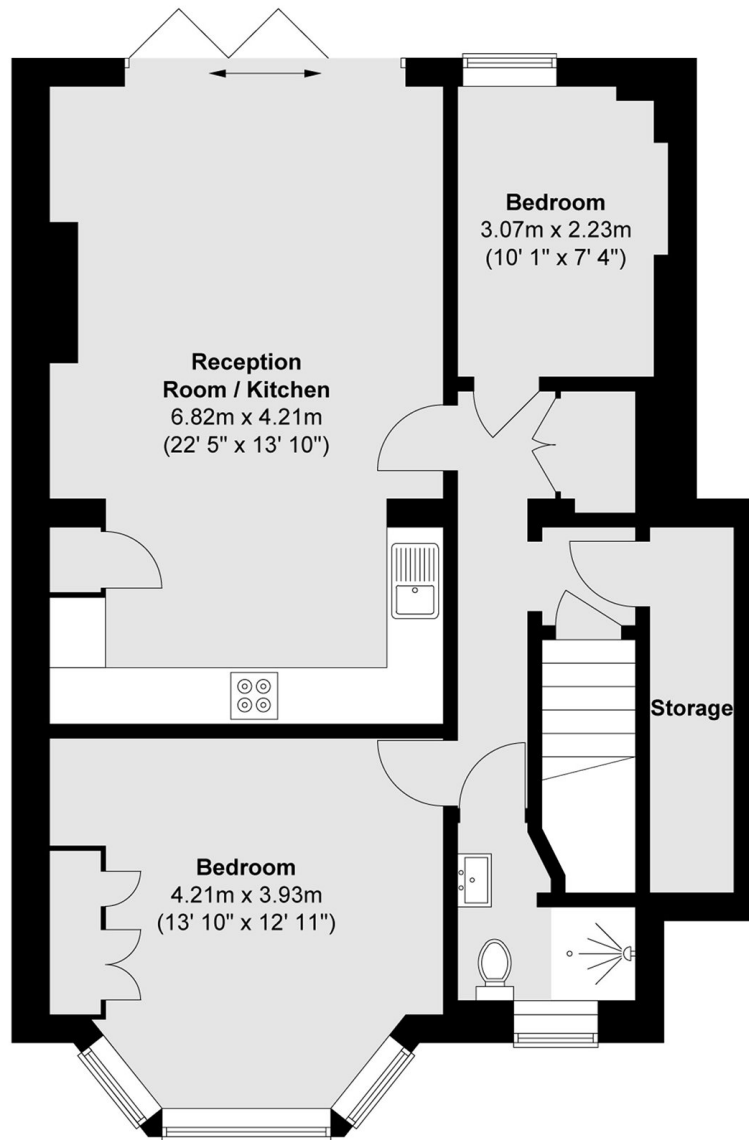 Bedroom
3.07m x 2.23m
(10' 1" x 7' 4")
Reception
Room / Kitchen
6.82m x 4.21m
(22' 5" x 13' 10")
Storage
Bedroom
4.21m x 3.93m
(13' 10" x 12' 11")